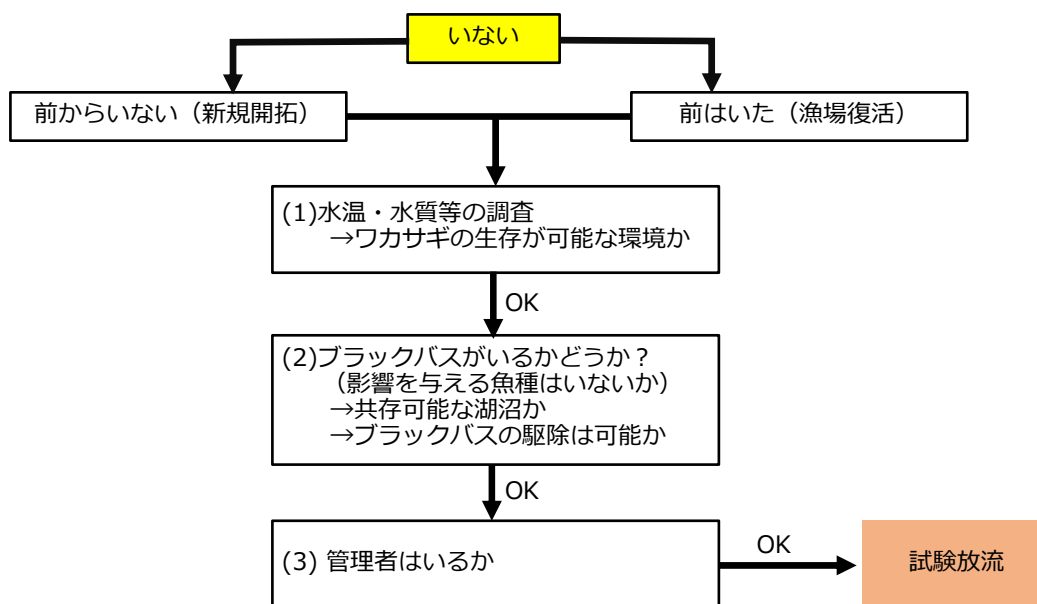 いない
前からいない（新規開拓）
前はいた（漁場復活）
(1)水温・水質等の調査
→ワカサギの生存が可能な環境か
OK
(2)ブラックバスがいるかどうか？
（影響を与える魚種はいないか）
→共存可能な湖沼か
→ブラックバスの駆除は可能か
OK
(3) 管理者はいるか
OK
試験放流